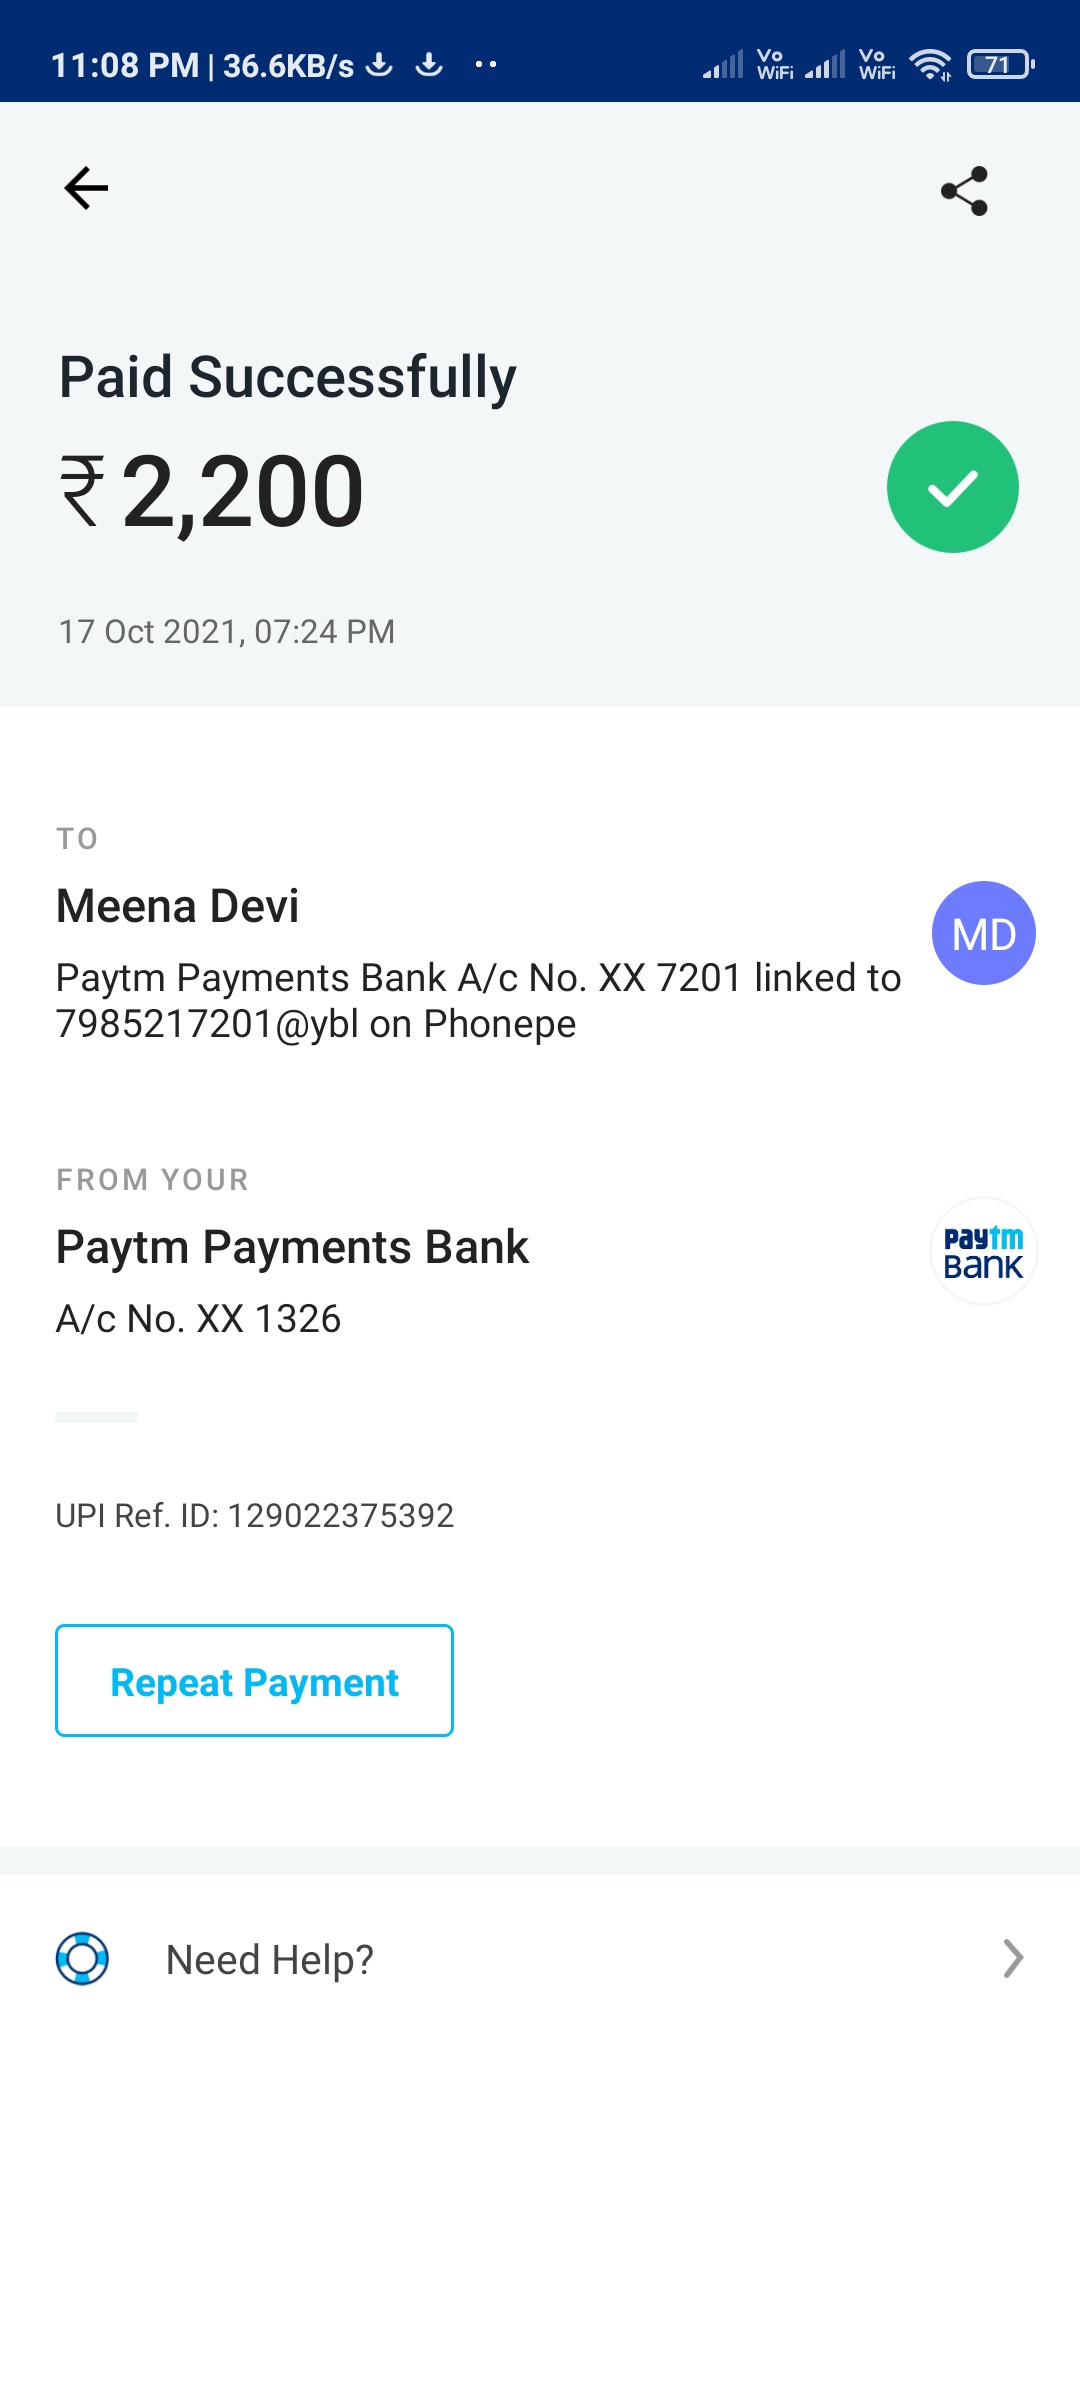 11:08 PM | 36.6KB/s
Vo WiFi Vo WiFi 71
Paid Successfully
₹2,200
17 Oct 2021, 07:24 PM
TO
Meena Devi
MD
Paytm Payments Bank A/c No. XX 7201 linked to
7985217201@ybl on Phonepe
FROM YOUR
Paytm Payments Bank
paytm
BANK
A/c No. XX 1326
UPI Ref. ID: 129022375392
Repeat Payment
Need Help?